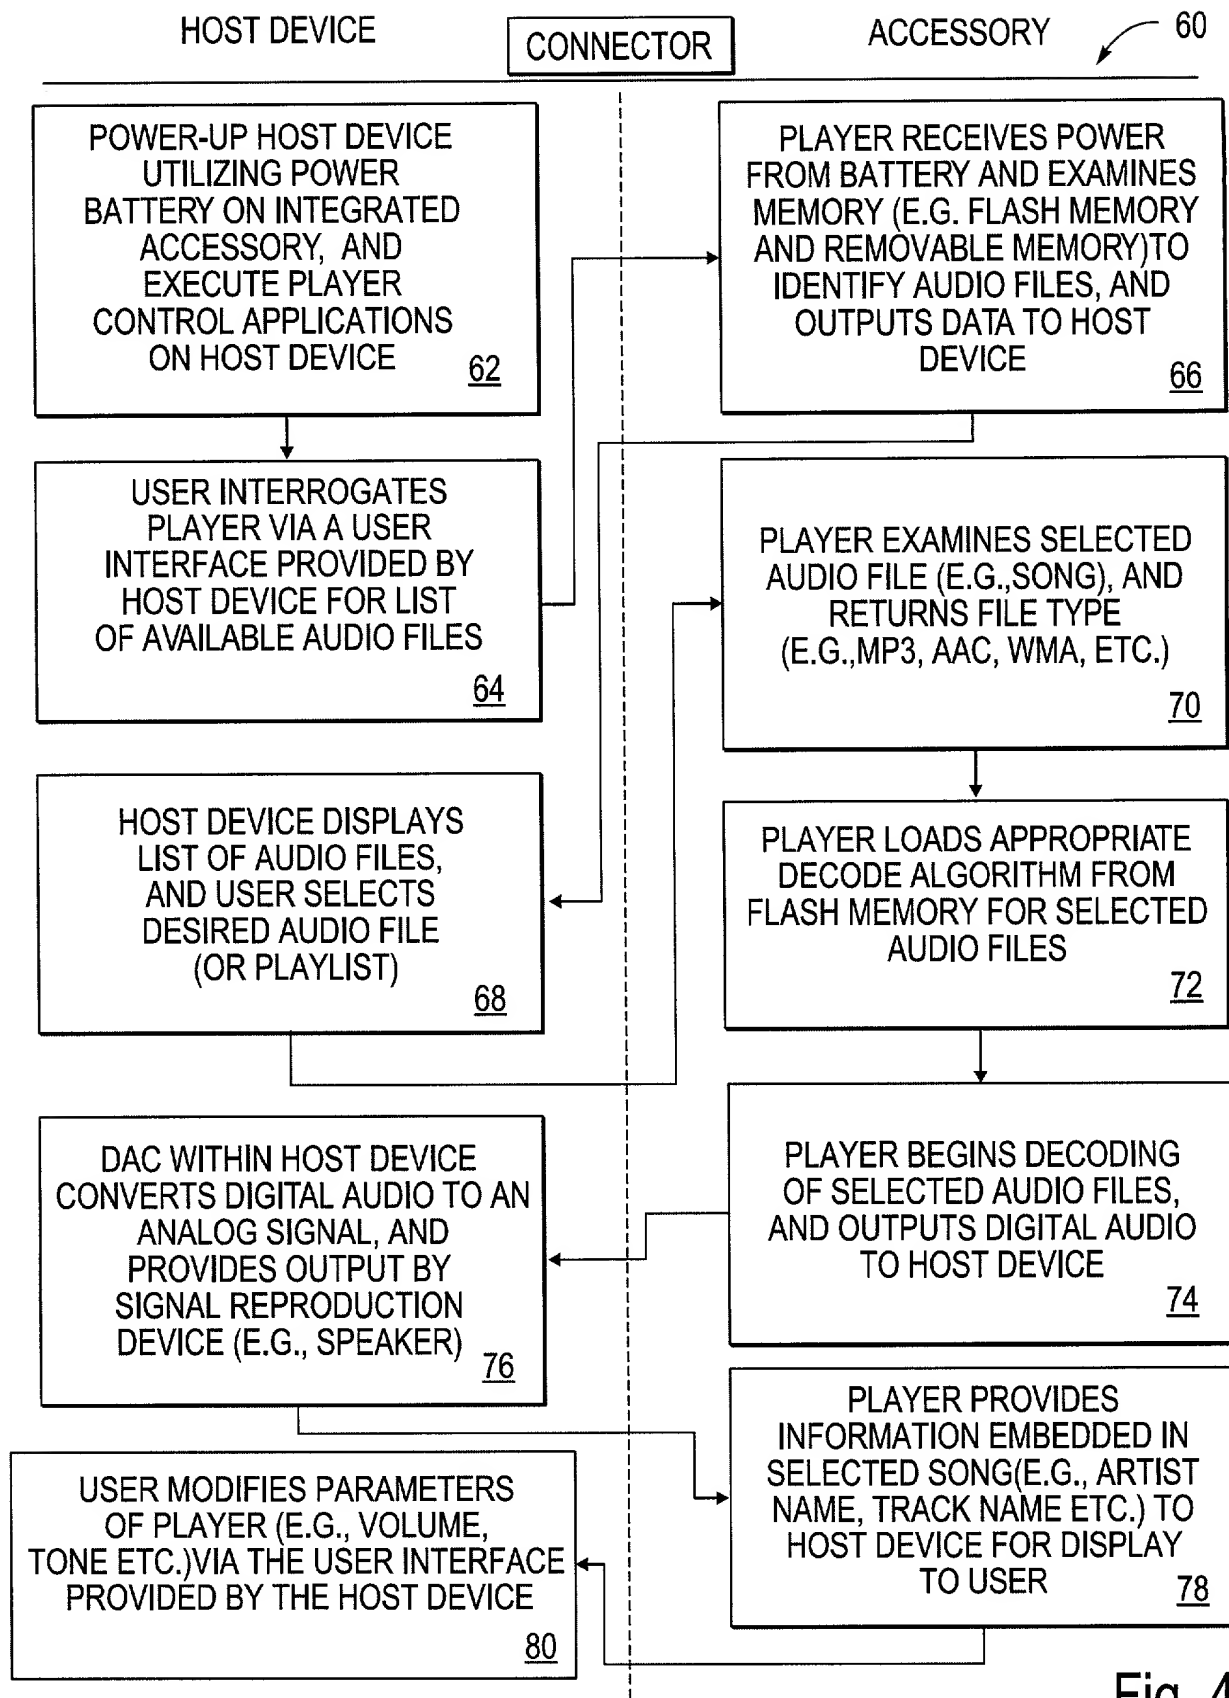 HOST DEVICE
CONNECTOR
ACCESSORY
60
POWER-UP HOST DEVICE
UTILIZING POWER
BATTERY ON INTEGRATED
ACCESSORY, AND
EXECUTE PLAYER
CONTROL APPLICATIONS
ON HOST DEVICE
62
USER INTERROGATES
PLAYER VIA A USER
INTERFACE PROVIDED BY
HOST DEVICE FOR LIST
OF AVAILABLE AUDIO FILES
64
PLAYER RECEIVES POWER
FROM BATTERY AND EXAMINES
MEMORY (E.G. FLASH MEMORY
AND REMOVABLE MEMORY)TO
IDENTIFY AUDIO FILES, AND
OUTPUTS DATA TO HOST
DEVICE
66
HOST DEVICE DISPLAYS
LIST OF AUDIO FILES,
AND USER SELECTS
DESIRED AUDIO FILE
(OR PLAYLIST)
68
PLAYER EXAMINES SELECTED
AUDIO FILE (E.G.,SONG), AND
RETURNS FILE TYPE
(E.G.,MP3, AAC, WMA, ETC.)
70
PLAYER LOADS APPROPRIATE
DECODE ALGORITHM FROM
FLASH MEMORY FOR SELECTED
AUDIO FILES
72
PLAYER BEGINS DECODING
OF SELECTED AUDIO FILES,
AND OUTPUTS DIGITAL AUDIO
TO HOST DEVICE
74
DAC WITHIN HOST DEVICE
CONVERTS DIGITAL AUDIO TO AN
ANALOG SIGNAL, AND
PROVIDES OUTPUT BY
SIGNAL REPRODUCTION
DEVICE (E.G., SPEAKER)
76
PLAYER PROVIDES
INFORMATION EMBEDDED IN
SELECTED SONG(E.G., ARTIST
NAME, TRACK NAME ETC.) TO
HOST DEVICE FOR DISPLAY
TO USER
78
USER MODIFIES PARAMETERS
OF PLAYER (E.G., VOLUME,
TONE ETC.)VIA THE USER INTERFACE
PROVIDED BY THE HOST DEVICE
80
Fig. 4